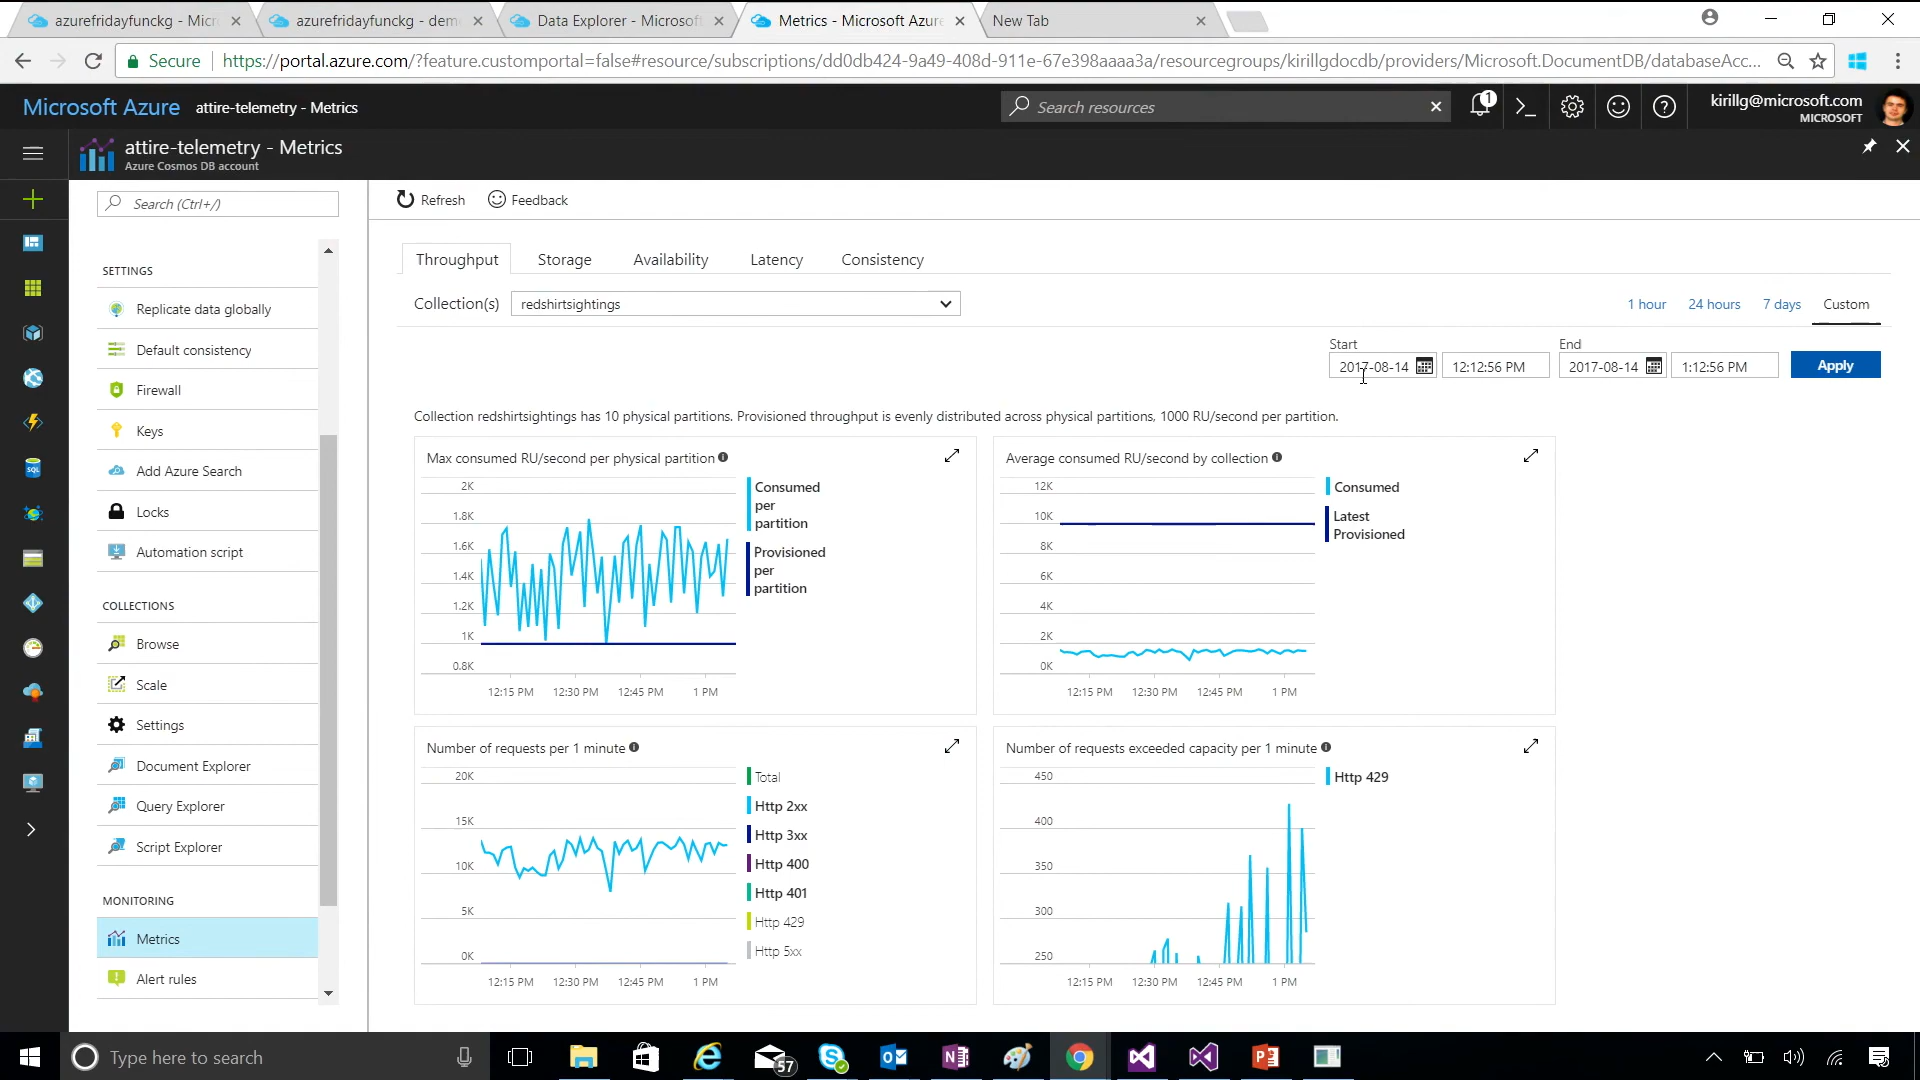 azurefridayfunckg - Micr
azurefridayfunckg - dem
Data Explorer - Microsoft
Metrics - Microsoft Azure
New Tab
Secure
https://portal.azure.com/?feature.customportal=false#resource/subscriptions/dd0db424-9a49-408d-911e-67e398aaaa3a/resourcegroups/kirillgdocdb/providers/Microsoft.DocumentDB/databaseAcc...
Microsoft Azure
attire-telemetry - Metrics
Search resources
1
kirillg@microsoft.com
MICROSOFT
attire-telemetry - Metrics
Azure Cosmos DB account
Search (Ctrl+/)
SETTINGS
Replicate data globally
Default consistency
Firewall
Keys
Add Azure Search
Locks
Automation script
COLLECTIONS
Browse
Scale
Settings
Document Explorer
Query Explorer
Script Explorer
MONITORING
Metrics
Alert rules
SQL
Refresh
Feedback
Throughput
Storage
Availability
Latency
Consistency
Collection(s)
redshirtsightings
1 hour
24 hours
7 days
Custom
Start
2017-08-14
12:12:56 PM
End
2017-08-14
1:12:56 PM
Apply
Collection redshirtsightings has 10 physical partitions. Provisioned throughput is evenly distributed across physical partitions, 1000 RU/second per partition.
Max consumed RU/second per physical partition
2K
1.8K
1.6K
1.4K
1.2K
1K
0.8K
12:15 PM
12:30 PM
12:45 PM
1 PM
Consumed
per
partition
Provisioned
per
partition
Average consumed RU/second by collection
12K
10K
8K
6K
4K
2K
0K
12:15 PM
12:30 PM
12:45 PM
1 PM
Consumed
Latest
Provisioned
Number of requests per 1 minute
20K
15K
10K
5K
0K
12:15 PM
12:30 PM
12:45 PM
1 PM
Total
Http 2xx
Http 3xx
Http 400
Http 401
Http 429
Http 5xx
Number of requests exceeded capacity per 1 minute
450
400
350
300
250
12:15 PM
12:30 PM
12:45 PM
1 PM
Http 429
Type here to search
57